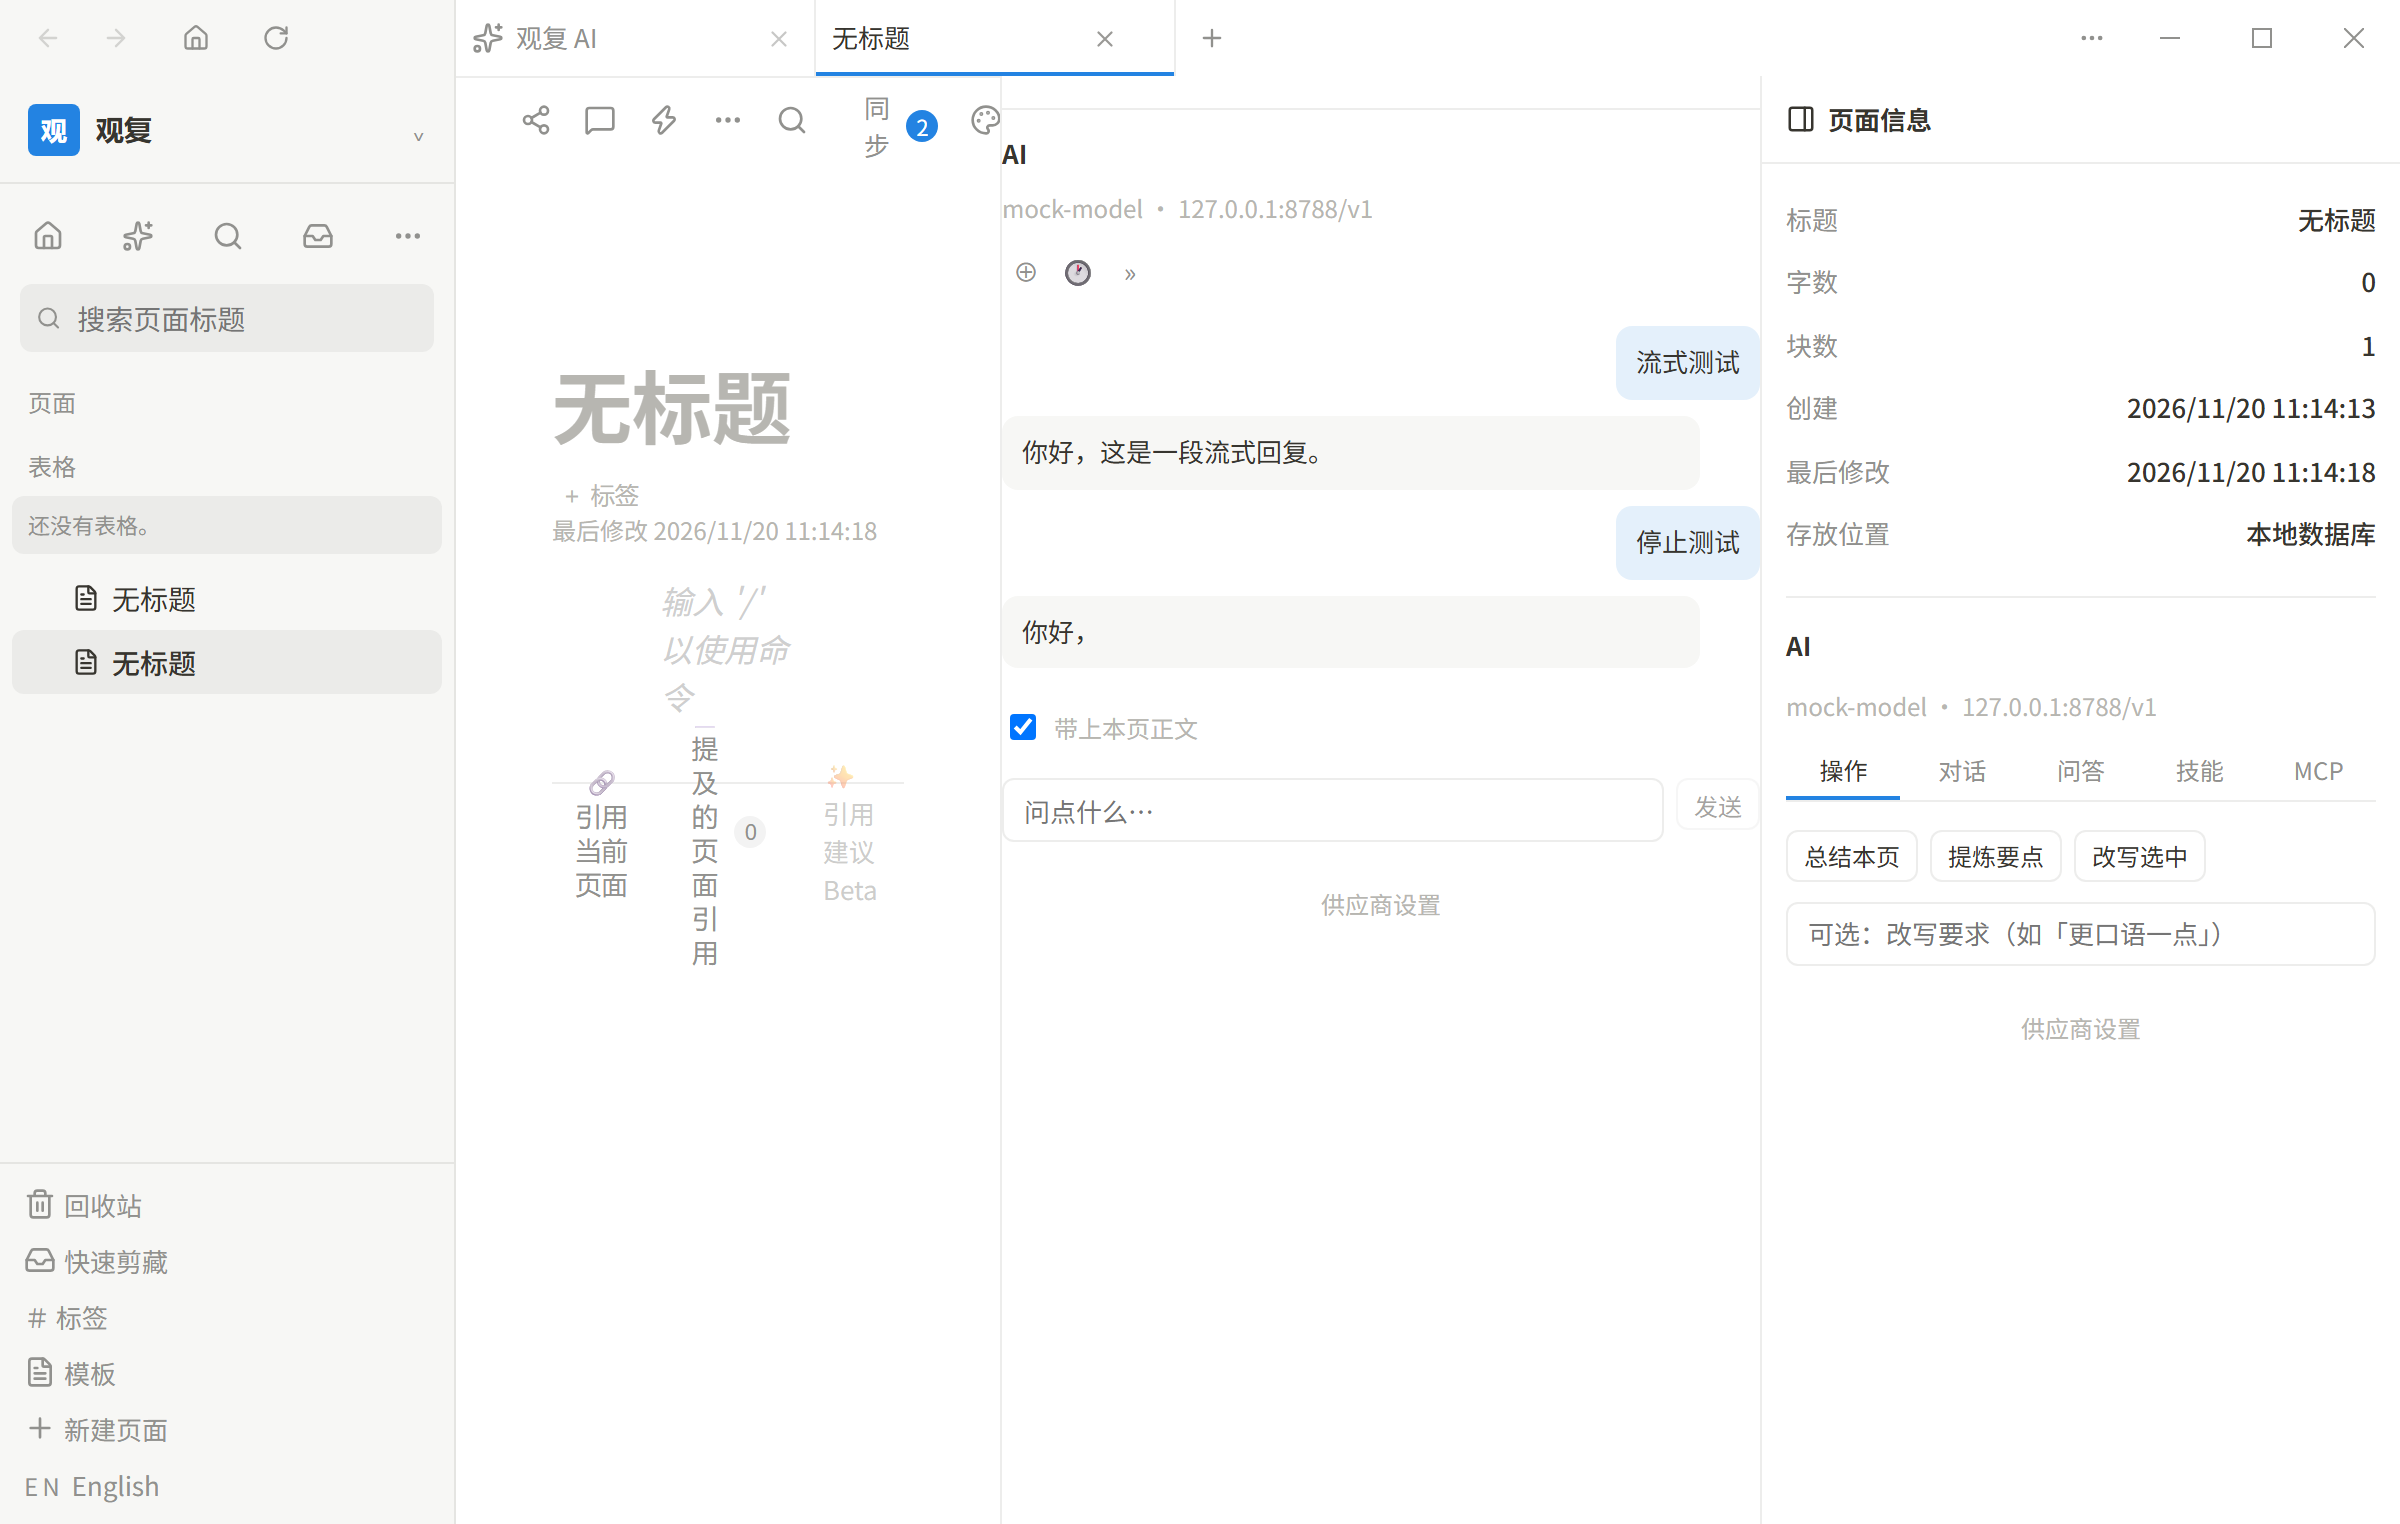 观复 AI
无标题
观 观复
搜索页面标题
页面
表格
还没有表格。
无标题
无标题
回收站
快速剪藏
# 标签
模板
新建页面
EN English
同
步
2
无标题
+ 标签
最后修改 2026/11/20 11:14:18
输入 '/'
以使用命
令
引用
当前
页面
提
及
的
页
面
引
用
0
引用
建议
Beta
AI
mock-model · 127.0.0.1:8788/v1
流式测试
你好，这是一段流式回复。
停止测试
你好，
带上本页正文
问点什么…
发送
供应商设置
页面信息
标题 无标题
字数 0
块数 1
创建 2026/11/20 11:14:13
最后修改 2026/11/20 11:14:18
存放位置 本地数据库
AI
mock-model · 127.0.0.1:8788/v1
操作 对话 问答 技能 MCP
总结本页 提炼要点 改写选中
可选：改写要求（如「更口语一点」）
供应商设置